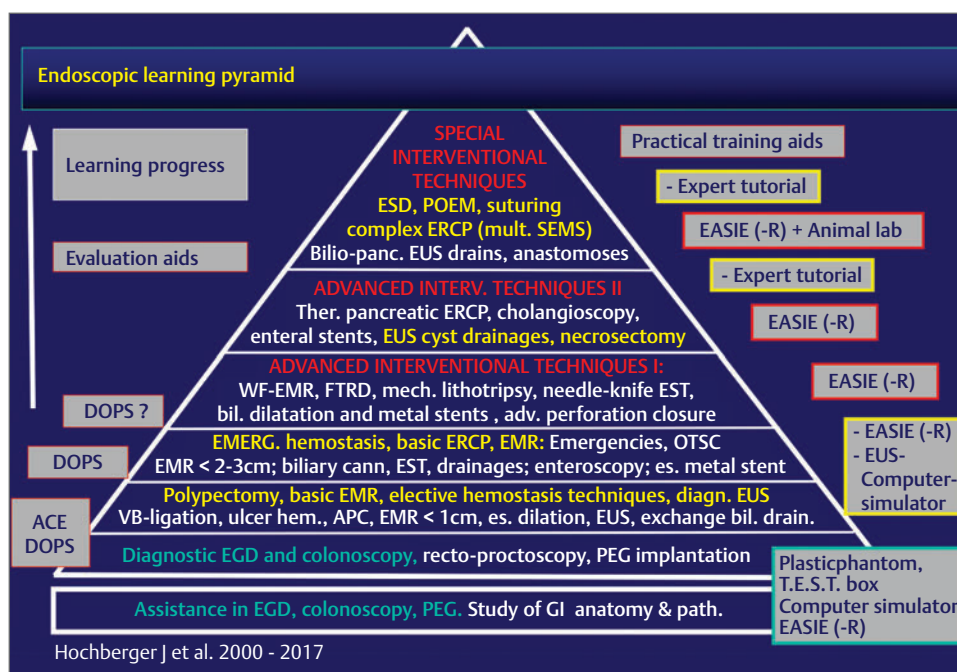 Endoscopic learning pyramid
Learning progress
Evaluation aids
DOPS ?
DOPS
ACE
DOPS
SPECIAL
INTERVENTIONAL
TECHNIQUES
ESD, POEM, suturing
complex ERCP (mult. SEMS)
Bilio-panc. EUS drains, anastomoses
ADVANCED INTERV. TECHNIQUES II
Ther. pancreatic ERCP, cholangioscopy,
enteral stents, EUS cyst drainages, necrosectomy
ADVANCED INTERVENTIONAL TECHNIQUES I:
WF-EMR, FTRD, mech. lithotripsy, needle-knife EST,
bil. dilatation and metal stents , adv. perforation closure
EMERG. hemostasis, basic ERCP, EMR: Emergencies, OTSC
EMR < 2-3cm; biliary cann, EST, drainages; enteroscopy; es. metal stent
Polypectomy, basic EMR, elective hemostasis techniques, diagn. EUS
VB-ligation, ulcer hem., APC, EMR < 1cm, es. dilation, EUS, exchange bil. drain.
Diagnostic EGD and colonoscopy, recto-proctoscopy, PEG implantation
Assistance in EGD, colonoscopy, PEG. Study of GI anatomy & path.
Practical training aids
- Expert tutorial
EASIE (-R) + Animal lab
- Expert tutorial
EASIE (-R)
EASIE (-R)
- EASIE (-R)
- EUS-
Computer-
simulator
Plasticphantom,
T.E.S.T. box
Computer simulator
EASIE (-R)
Hochberger J et al. 2000 - 2017